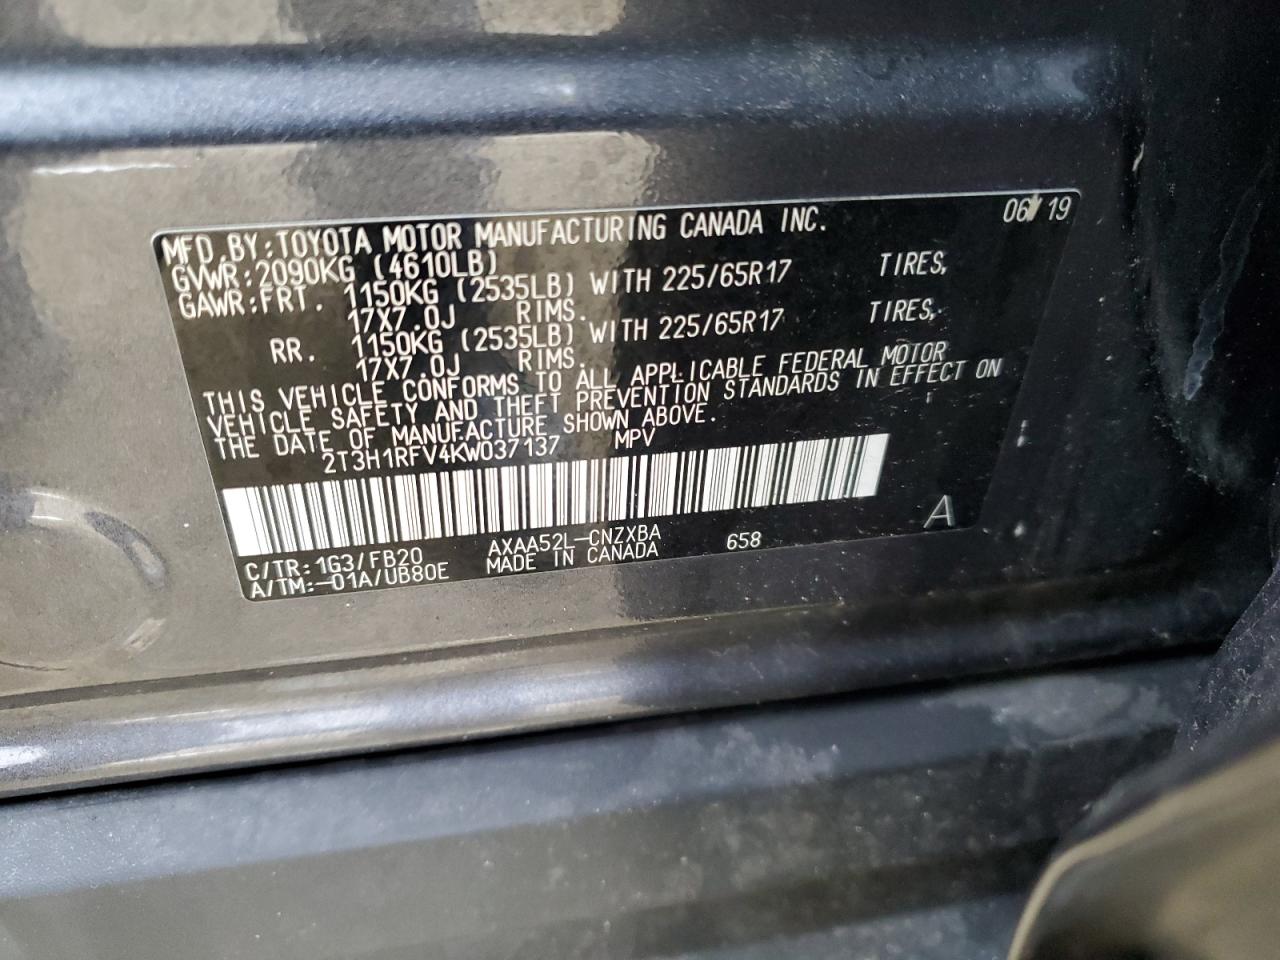 MFD. BY: TOYOTA MOTOR MANUFACTURING CANADA INC. 06/19
GVWR: 2090KG (4610LB)
GAWR: FRT. 1150KG (2535LB) WITH 225/65R17 TIRES,
17X7.0J RIMS.
RR. 1150KG (2535LB) WITH 225/65R17 TIRES,
17X7.0J RIMS.
THIS VEHICLE CONFORMS TO ALL APPLICABLE FEDERAL MOTOR
VEHICLE SAFETY AND THEFT PREVENTION STANDARDS IN EFFECT ON
THE DATE OF MANUFACTURE SHOWN ABOVE.
2T3H1RFV4KW037137 MPV
C/TR: 1G3/FB20 AXAA52L-CNZXBA 658 A
A/TM: -01A/UB80E MADE IN CANADA